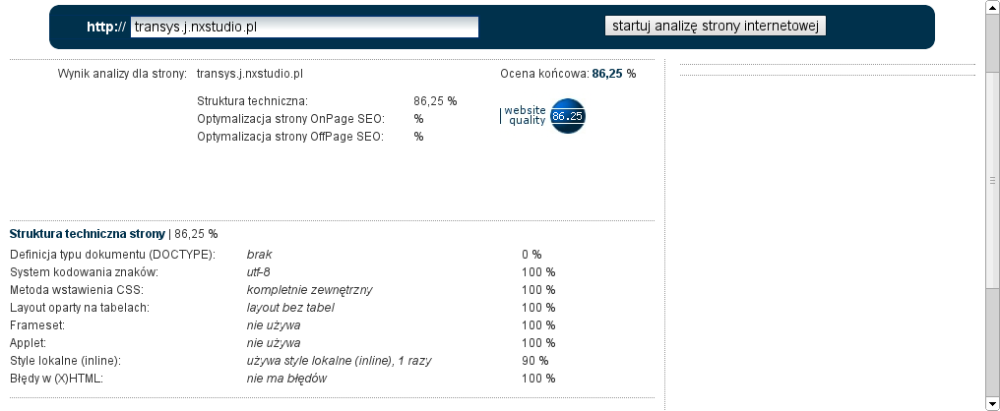 http:// transys.j.nxstudio.pl startuj analizę strony internetowej
Wynik analizy dla strony: transys.j.nxstudio.pl Ocena końcowa: 86,25 %
Struktura techniczna: 86,25 %
Optymalizacja strony OnPage SEO: %
Optymalizacja strony OffPage SEO: %
website
quality
86.25
Struktura techniczna strony | 86,25 %
Definicja typu dokumentu (DOCTYPE): brak 0 %
System kodowania znaków: utf-8 100 %
Metoda wstawienia CSS: kompletnie zewnętrzny 100 %
Layout oparty na tabelach: layout bez tabel 100 %
Frameset: nie używa 100 %
Applet: nie używa 100 %
Style lokalne (inline): używa style lokalne (inline), 1 razy 90 %
Błędy w (X)HTML: nie ma błędów 100 %